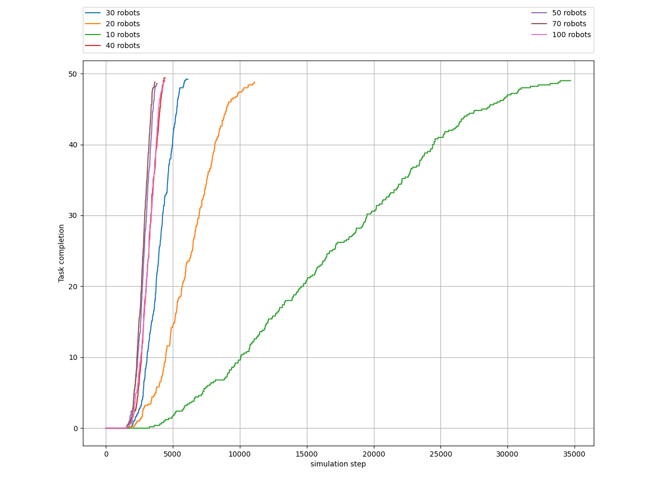 30 robots
20 robots
10 robots
40 robots
50 robots
70 robots
100 robots
50
40
30
20
10
0
Task completion
0 5000 10000 15000 20000 25000 30000 35000
simulation step